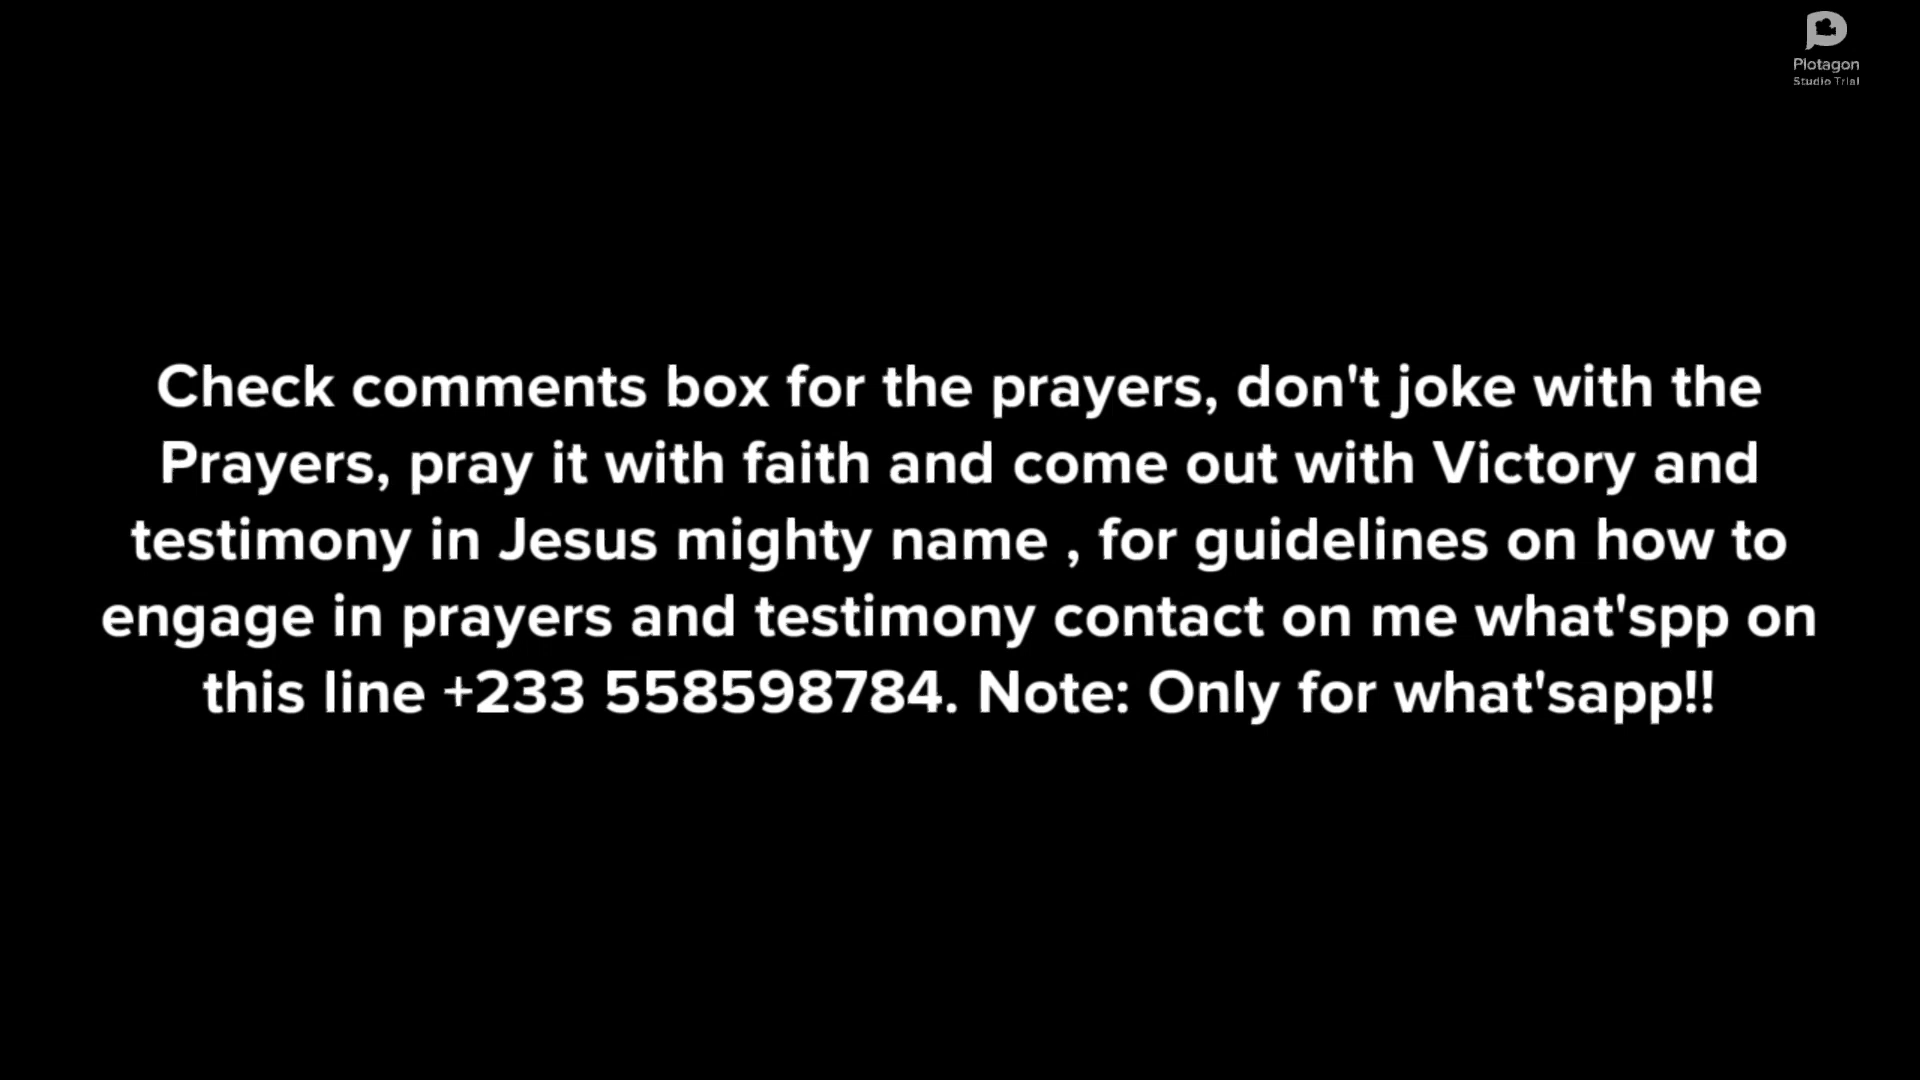 Plotagon
Studio Trial
Check comments box for the prayers, don't joke with the
Prayers, pray it with faith and come out with Victory and
testimony in Jesus mighty name , for guidelines on how to
engage in prayers and testimony contact on me what'spp on
this line +233 558598784. Note: Only for what'sapp!!